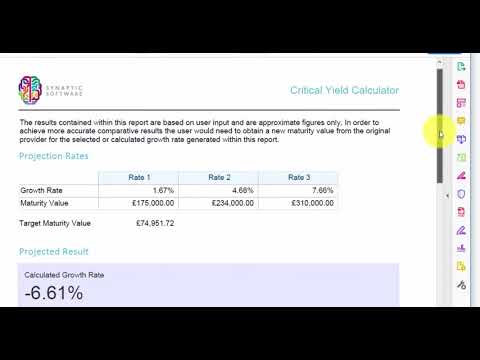 SYNAPTIC
SOFTWARE
Critical Yield Calculator
The results contained within this report are based on user input and are approximate figures only. In order to
achieve more accurate comparative results the user would need to obtain a new maturity value from the original
provider for the selected or calculated growth rate generated within this report.
Projection Rates
Rate 1 Rate 2 Rate 3
Growth Rate 1.67% 4.66% 7.66%
Maturity Value £175,000.00 £234,000.00 £310,000.00
Target Maturity Value £74,951.72
Projected Result
Calculated Growth Rate
-6.61%